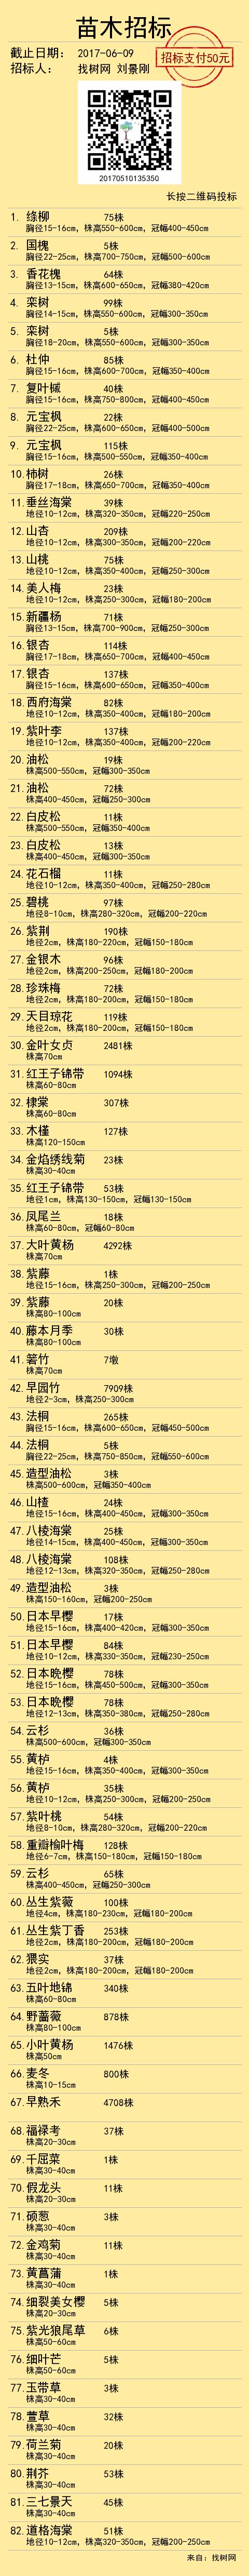 苗木招标
截止日期： 2017-06-09
招标人： 找树网 刘景刚
招标支付50元
20170510135350
长按二维码投标
1. 绦柳 75株
胸径15-16cm，株高550-600cm，冠幅400-450cm
2. 国槐 5株
胸径22-25cm，株高700-750cm，冠幅500-600cm
3. 香花槐 64株
胸径13-15cm，株高600-650cm，冠幅380-420cm
4. 栾树 99株
胸径14-15cm，株高550-600cm，冠幅300-350cm
5. 栾树 5株
胸径18-20cm，株高550-600cm，冠幅300-350cm
6. 杜仲 85株
胸径15-16cm，株高600-700cm，冠幅350-400cm
7. 复叶槭 40株
胸径15-16cm，株高750-800cm，冠幅400-450cm
8. 元宝枫 22株
胸径22-25cm，株高600-650cm，冠幅400-500cm
9. 元宝枫 115株
胸径15-16cm，株高500-550cm，冠幅350-400cm
10. 柿树 26株
胸径17-18cm，株高650-700cm，冠幅350-400cm
11. 垂丝海棠 39株
地径10-12cm，株高320-350cm，冠幅220-250cm
12. 山杏 209株
地径10-12cm，株高300-350cm，冠幅200-220cm
13. 山桃 75株
地径10-12cm，株高350-400cm，冠幅250-300cm
14. 美人梅 23株
地径10-12cm，株高250-300cm，冠幅180-200cm
15. 新疆杨 71株
胸径13-15cm，株高700-900cm，冠幅250-300cm
16. 银杏 114株
胸径17-18cm，株高650-700cm，冠幅400-450cm
17. 银杏 137株
胸径15-16cm，株高600-650cm，冠幅350-400cm
18. 西府海棠 82株
地径10-12cm，株高350-400cm，冠幅180-200cm
19. 紫叶李 137株
地径10-12cm，株高350-400cm，冠幅200-220cm
20. 油松 19株
株高500-550cm，冠幅300-350cm
21. 油松 72株
株高400-450cm，冠幅250-300cm
22. 白皮松 11株
株高500-550cm，冠幅350-400cm
23. 白皮松 13株
株高400-450cm，冠幅300-350cm
24. 花石榴 11株
地径10-12cm，株高350-400cm，冠幅250-280cm
25. 碧桃 97株
地径8-10cm，株高280-320cm，冠幅200-220cm
26. 紫荆 190株
地径2cm，株高180-220cm，冠幅150-180cm
27. 金银木 96株
地径2cm，株高200-250cm，冠幅180-200cm
28. 珍珠梅 72株
地径2cm，株高180-200cm，冠幅150-180cm
29. 天目琼花 119株
地径2cm，株高180-200cm，冠幅150-180cm
30. 金叶女贞 2481株
株高70cm
31. 红王子锦带 1094株
株高60-80cm
32. 棣棠 307株
株高60-80cm
33. 木槿 127株
株高120-150cm
34. 金焰绣线菊 23株
株高30-40cm
35. 红王子锦带 53株
地径1cm，株高130-150cm，冠幅130-150cm
36. 凤尾兰 18株
株高60-80cm，冠幅60-80cm
37. 大叶黄杨 4292株
株高70cm
38. 紫藤 1株
地径15-16cm，株高250-300cm，冠幅200-250cm
39. 紫藤 20株
株高80-100cm
40. 藤本月季 30株
株高80-100cm
41. 箬竹 7墩
株高70cm
42. 早园竹 7909株
地径2-3cm，株高250-300cm
43. 法桐 265株
胸径15-16cm，株高600-650cm，冠幅450-500cm
44. 法桐 5株
胸径22-25cm，株高750-850cm，冠幅550-600cm
45. 造型油松 3株
株高500-600cm，冠幅350-400cm
46. 山楂 24株
地径15-16cm，株高400-450cm，冠幅300-350cm
47. 八棱海棠 25株
地径14-15cm，株高400-450cm，冠幅300-350cm
48. 八棱海棠 108株
地径12-13cm，株高320-350cm，冠幅250-280cm
49. 造型油松 3株
株高150-160cm，冠幅200-250cm
50. 日本早樱 17株
地径15-16cm，株高400-420cm，冠幅300-350cm
51. 日本早樱 84株
地径10-12cm，株高330-350cm，冠幅230-250cm
52. 日本晚樱 78株
地径15-16cm，株高450-500cm，冠幅300-350cm
53. 日本晚樱 78株
地径12-13cm，株高350-380cm，冠幅250-280cm
54. 云杉 36株
株高500-600cm，冠幅300-350cm
55. 黄栌 4株
地径15-16cm，株高350-400cm，冠幅300-350cm
56. 黄栌 35株
地径10-12cm，株高250-300cm，冠幅200-250cm
57. 紫叶桃 54株
地径8-10cm，株高280-320cm，冠幅200-220cm
58. 重瓣榆叶梅 128株
地径6-7cm，株高150-180cm，冠幅150-180cm
59. 云杉 65株
株高400-450cm，冠幅250-300cm
60. 丛生紫薇 100株
地径4cm，株高180-230cm，冠幅180-200cm
61. 丛生紫丁香 253株
地径2cm，株高180-200cm，冠幅180-200cm
62. 猥实 37株
地径2cm，株高180-200cm，冠幅180-200cm
63. 五叶地锦 340株
株高60-80cm
64. 野蔷薇 878株
株高80-100cm
65. 小叶黄杨 1476株
株高50cm
66. 麦冬 800株
株高10-15cm
67. 早熟禾 4708株
68. 福禄考 37株
株高20-30cm
69. 千屈菜 1株
株高30-40cm
70. 假龙头 11株
株高20-30cm
71. 硕葱 3株
株高30-40cm
72. 金鸡菊 11株
株高30-40cm
73. 黄菖蒲 1株
株高30-40cm
74. 细裂美女樱 5株
株高20-30cm
75. 紫光狼尾草 6株
株高50-60cm
76. 细叶芒 5株
株高50-60cm
77. 玉带草 3株
株高30-40cm
78. 萱草 32株
株高30-40cm
79. 荷兰菊 20株
株高30-40cm
80. 荆芥 53株
株高30-40cm
81. 三七景天 45株
株高30-40cm
82. 道格海棠 51株
地径10-12cm，株高320-350cm，冠幅200-250cm
来自：找树网